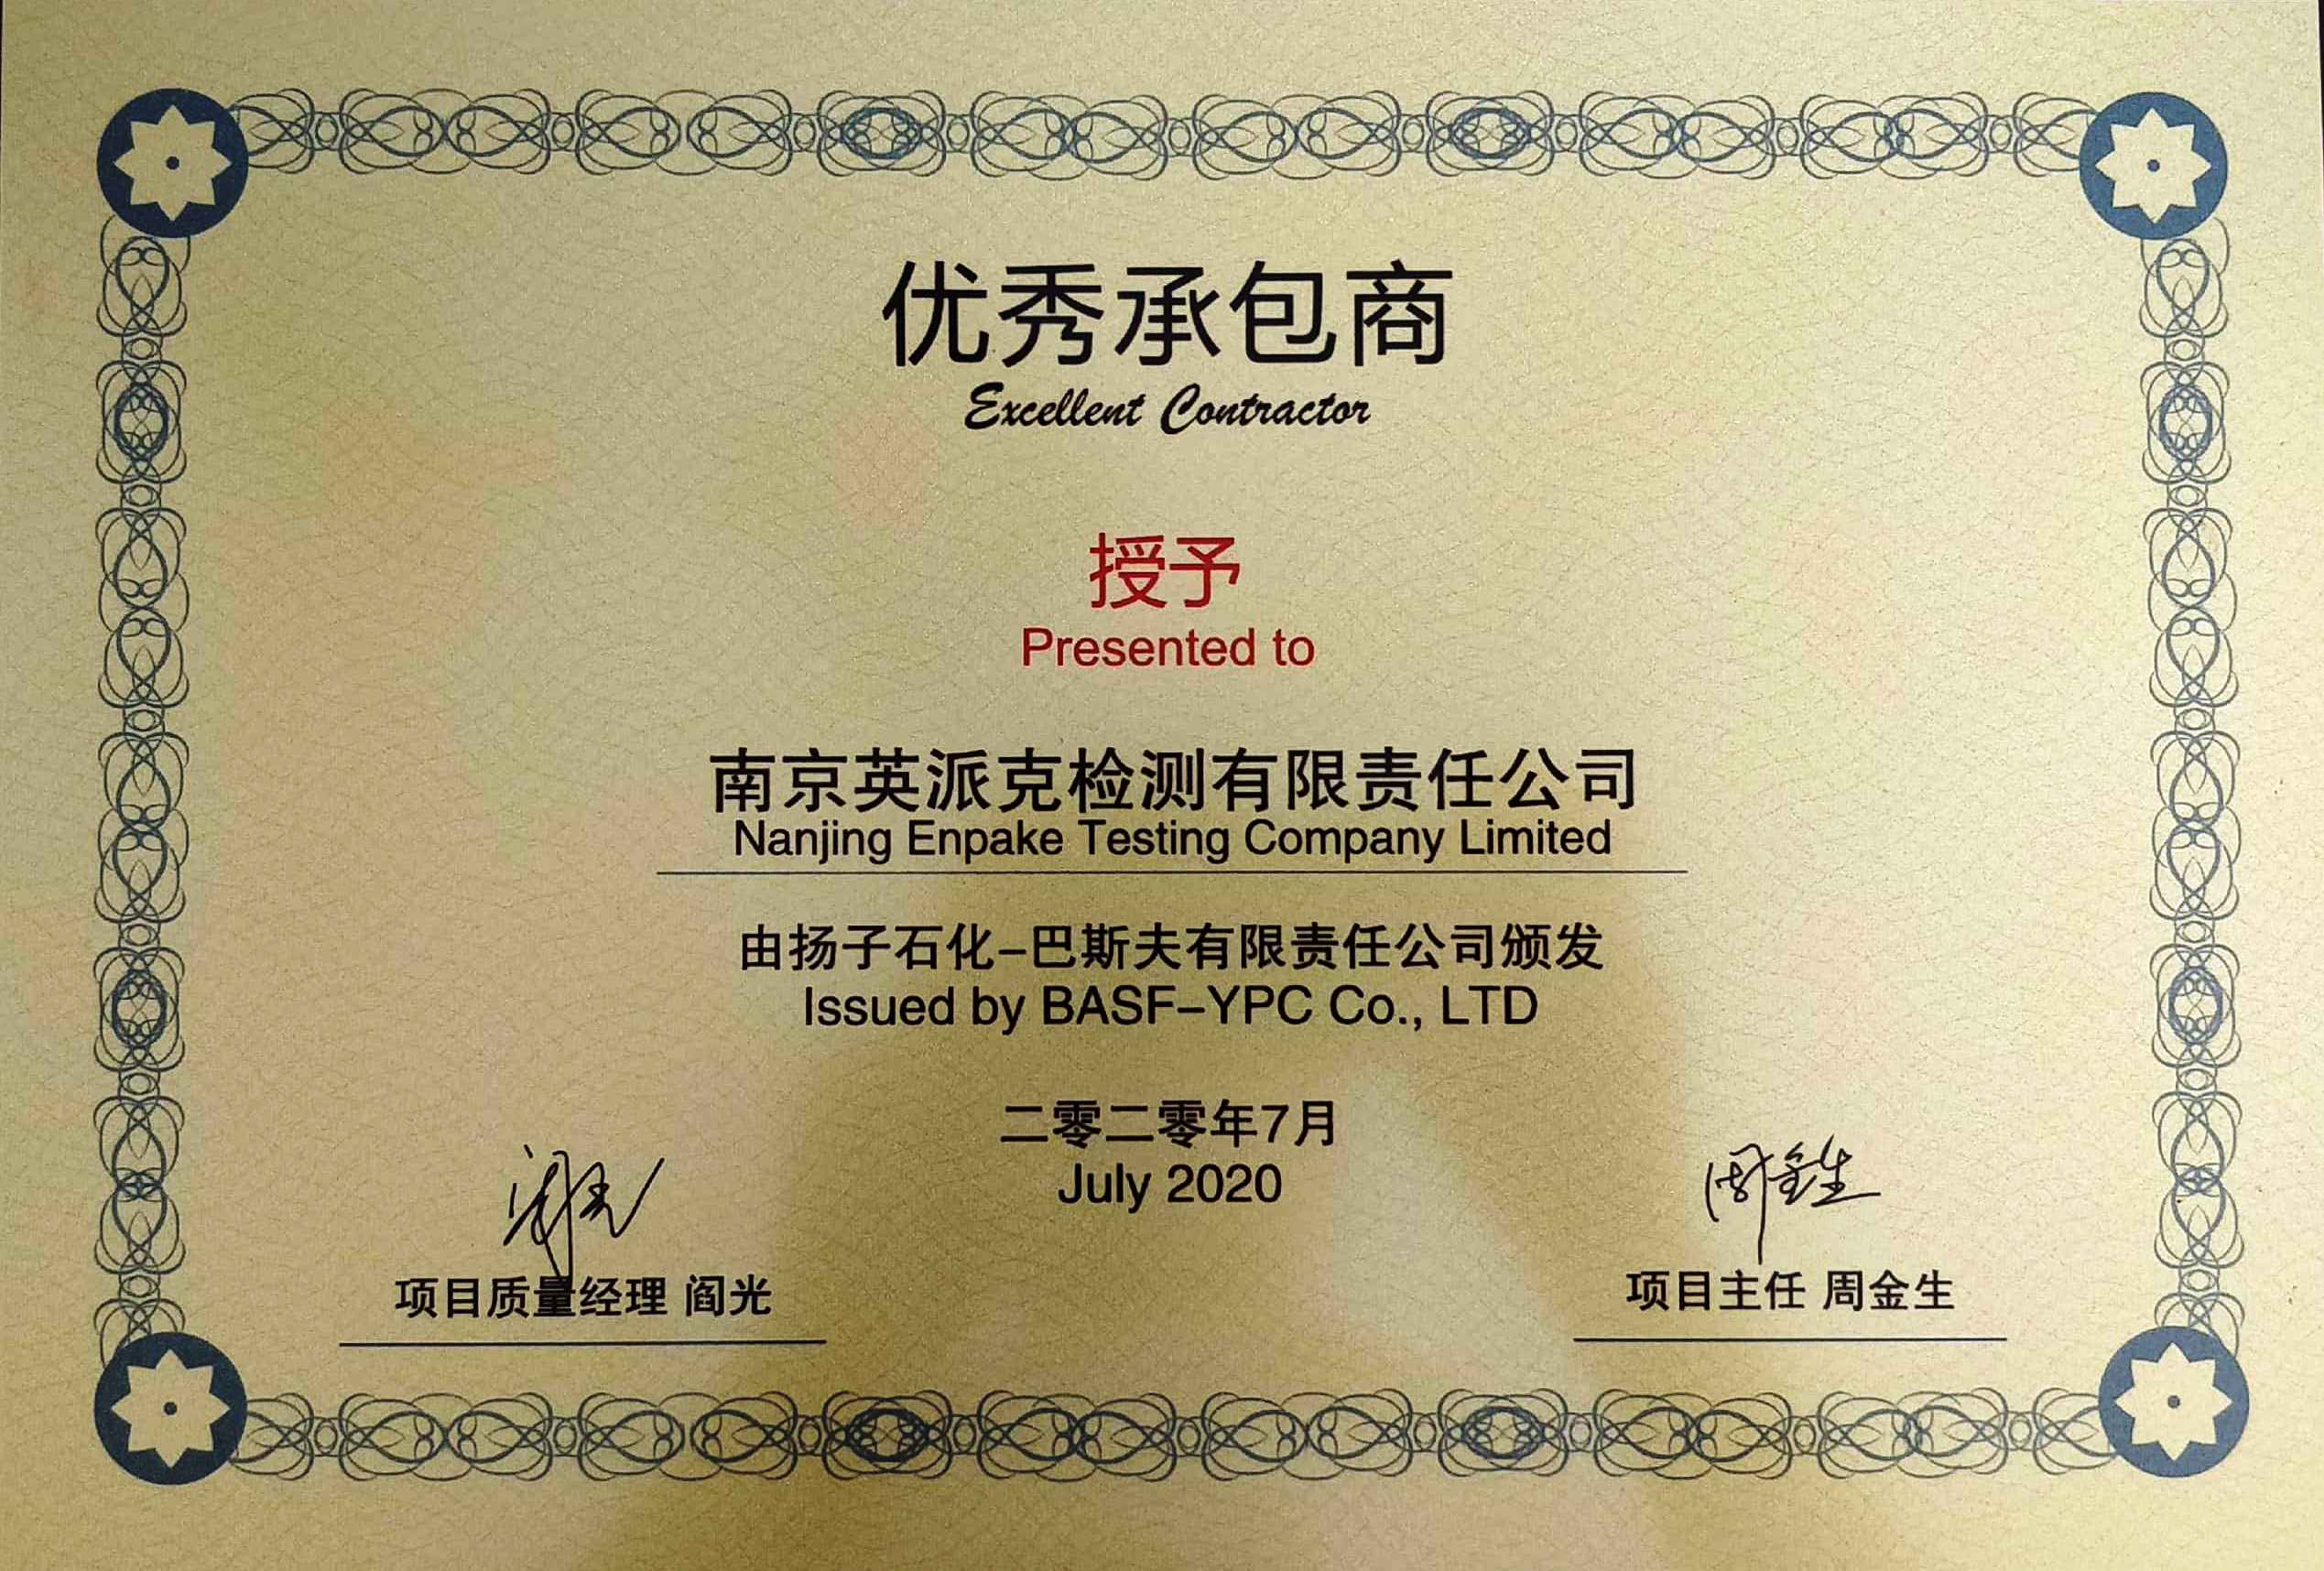 优秀承包商
Excellent Contractor
授予
Presented to
南京英派克检测有限责任公司
Nanjing Enpake Testing Company Limited
由扬子石化-巴斯夫有限责任公司颁发
Issued by BASF-YPC Co., LTD
二零二零年7月
July 2020
周金生
项目质量经理 阎光
项目主任 周金生